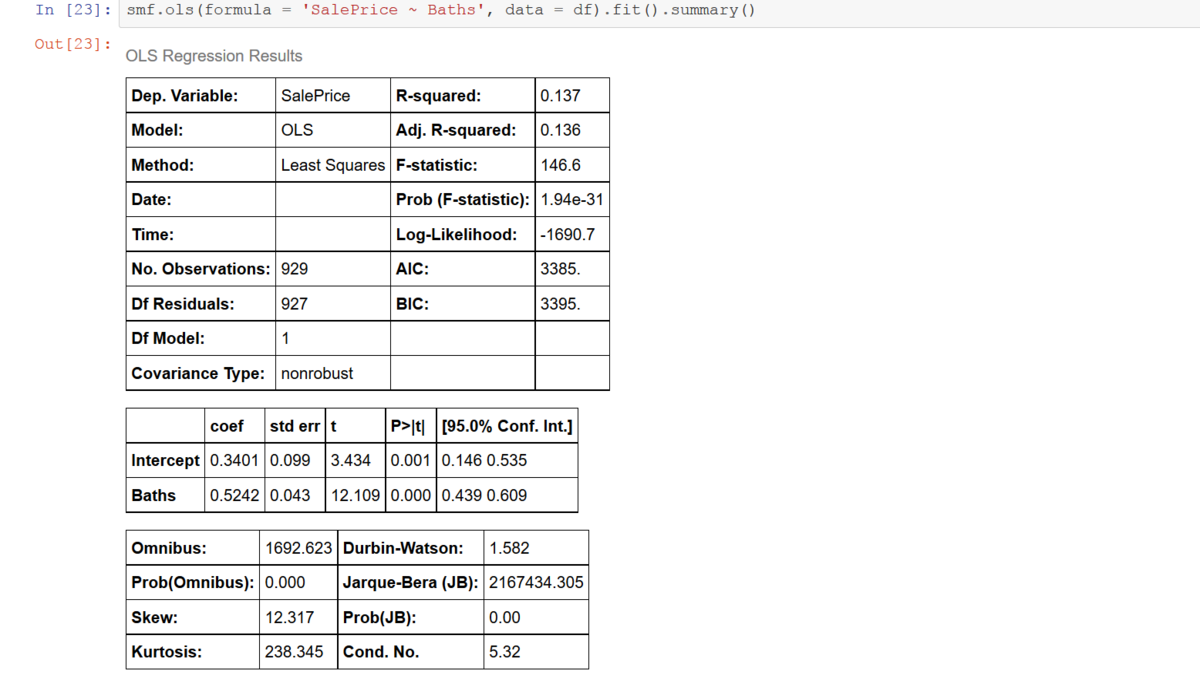 In [23]: smf.ols(formula = 'SalePrice ~ Baths', data = df).fit().summary()
Out[23]:
OLS Regression Results
Dep. Variable: SalePrice R-squared: 0.137
Model: OLS Adj. R-squared: 0.136
Method: Least Squares F-statistic: 146.6
Date: Prob (F-statistic): 1.94e-31
Time: Log-Likelihood: -1690.7
No. Observations: 929 AIC: 3385.
Df Residuals: 927 BIC: 3395.
Df Model: 1
Covariance Type: nonrobust
coef std err t P>|t| [95.0% Conf. Int.]
Intercept 0.3401 0.099 3.434 0.001 0.146 0.535
Baths 0.5242 0.043 12.109 0.000 0.439 0.609
Omnibus: 1692.623 Durbin-Watson: 1.582
Prob(Omnibus): 0.000 Jarque-Bera (JB): 2167434.305
Skew: 12.317 Prob(JB): 0.00
Kurtosis: 238.345 Cond. No. 5.32